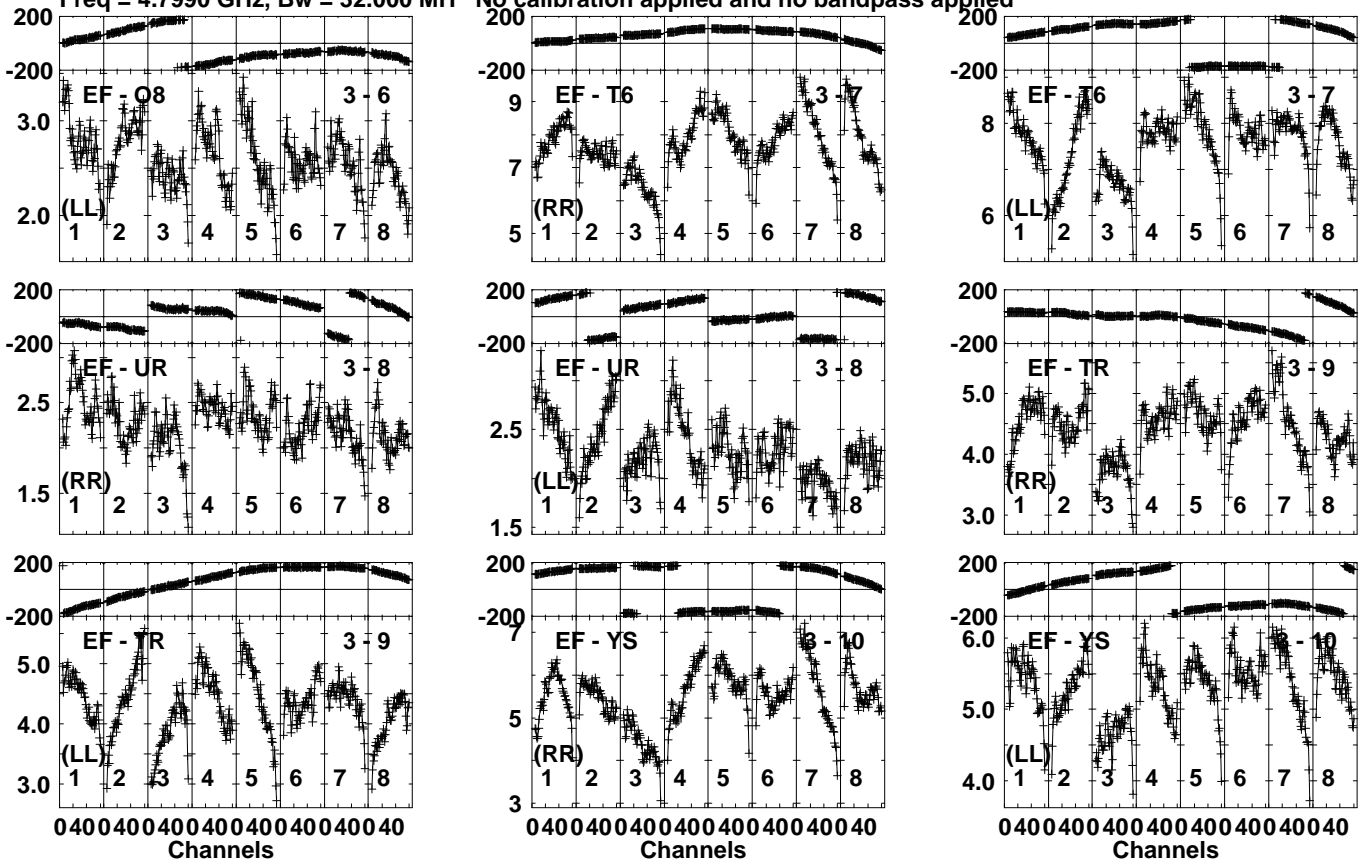 Freq = 4.7990 GHz, Bw = 32.000 MH No calibration applied and no bandpass applied
200 200 200
-200 -200 -200
EF - O8 3 - 6 EF - T6 3 - 7 EF - T6 3 - 7
3.0 9 8
2.0 7 6
5
(LL) (RR) (LL)
1 2 3 4 5 6 7 8 1 2 3 4 5 6 7 8 1 2 3 4 5 6 7 8
200 200 200
-200 -200 -200
EF - UR 3 - 8 EF - UR 3 - 8 EF - TR 3 - 9
2.5 2.5 5.0
4.0
1.5 1.5 3.0
(RR) (LL) (RR)
1 2 3 4 5 6 7 8 1 2 3 4 5 6 7 8 1 2 3 4 5 6 7 8
200 200 200
-200 -200 -200
EF - TR 3 - 9 EF - YS 3 - 10 EF - YS 3 - 10
5.0 7 6.0
4.0 5 5.0
3.0 3 4.0
(LL) (RR) (LL)
1 2 3 4 5 6 7 8 1 2 3 4 5 6 7 8 1 2 3 4 5 6 7 8
0 40 0 40 0 40 0 40 0 40 0 40 0 40 0 40 0 40 0 40 0 40 0 40 0 40 0 40 0 40 0 40 0 40 0 40 0 40 0 40 0 40 0 40 0 40 0 40
Channels Channels Channels